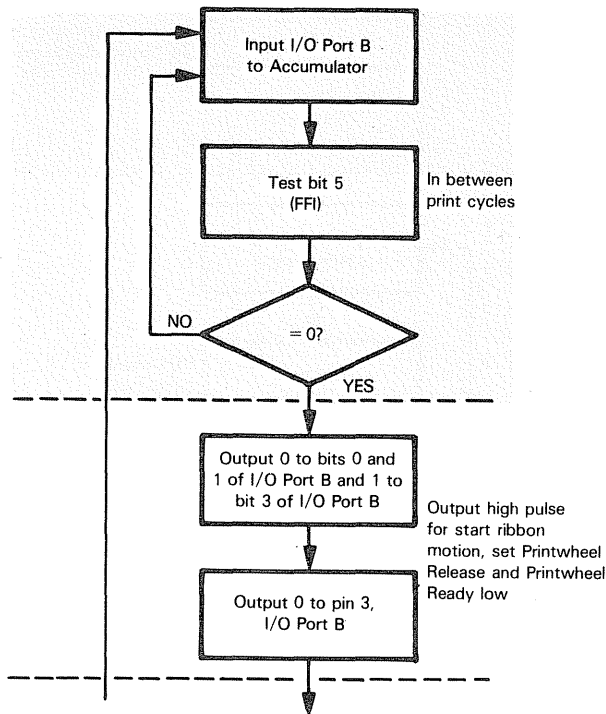 Input I/O Port B
to Accumulator
Test bit 5
(FFI)
In between
print cycles
= 0?
NO
YES
Output 0 to bits 0 and
1 of I/O Port B and 1 to
bit 3 of I/O Port B
Output high pulse
for start ribbon
motion, set Printwheel
Release and Printwheel
Ready low
Output 0 to pin 3,
I/O Port B